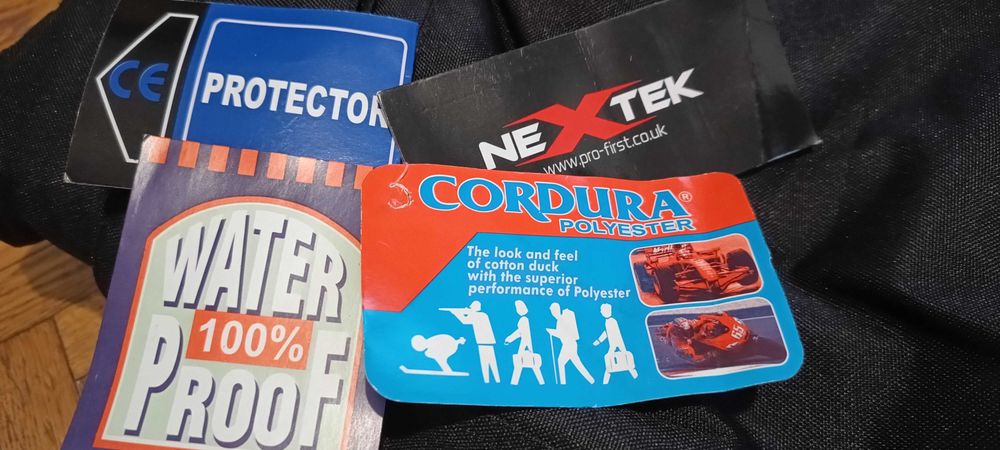 CE
PROTECTOR
NEXTEK
www.pro-first.co.uk
WATER
100%
PROOF
CORDURA®
POLYESTER
The look and feel
of cotton duck
with the superior
performance of Polyester
65